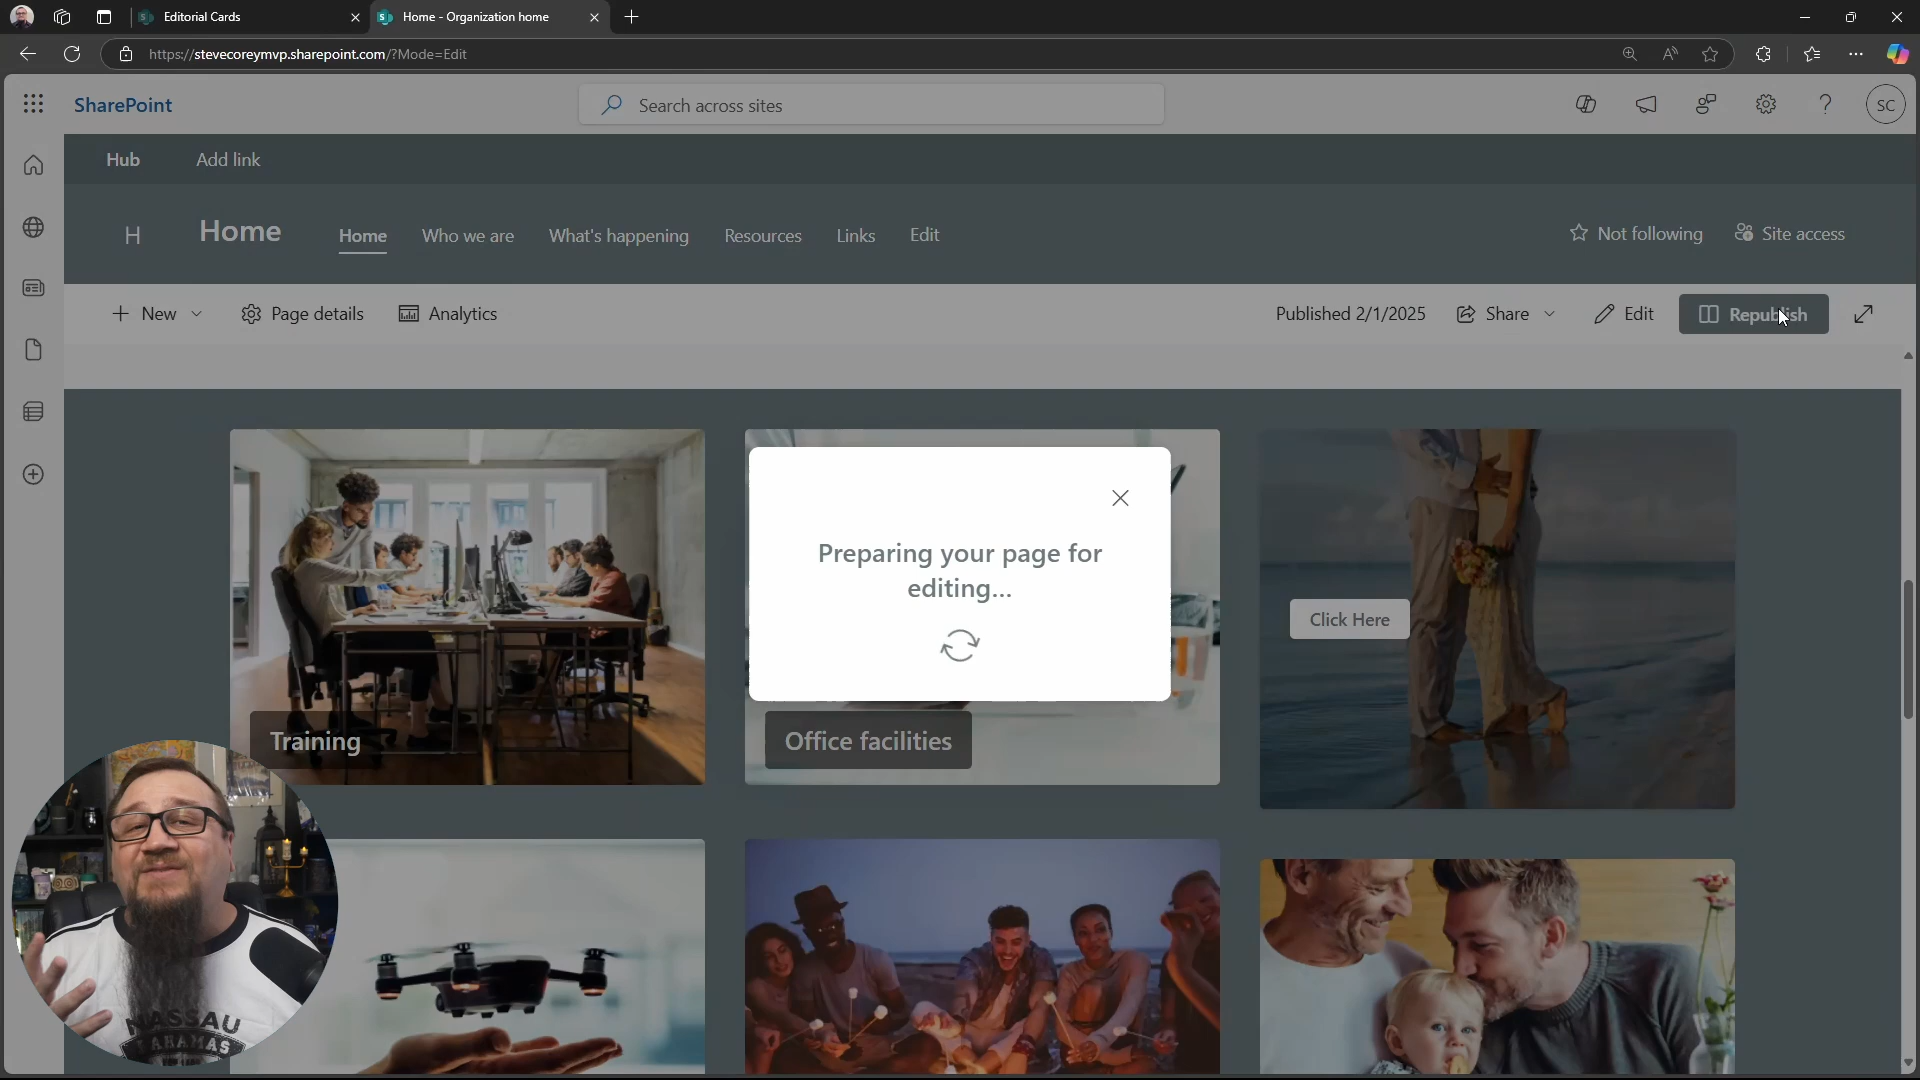 Editorial Cards
Home - Organization home
https://stevecoreymvp.sharepoint.com/?Mode=Edit
SharePoint
Search across sites
SC
Hub
Add link
H
Home
Home
Who we are
What's happening
Resources
Links
Edit
Not following
Site access
New
Page details
Analytics
Published 2/1/2025
Share
Edit
Republish
Preparing your page for
editing...
Click Here
Training
Office facilities
NASSAU
BAHAMAS